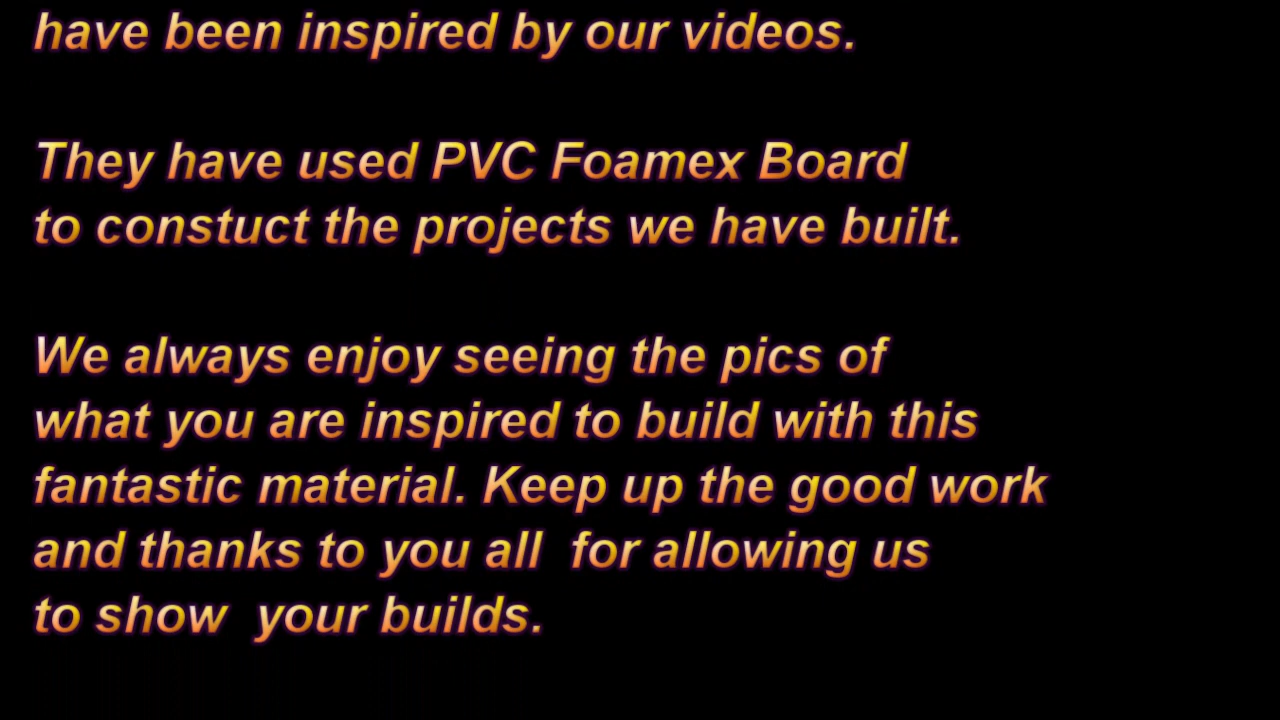 have been inspired by our videos.
They have used PVC Foamex Board
to constuct the projects we have built.
We always enjoy seeing the pics of
what you are inspired to build with this
fantastic material. Keep up the good work
and thanks to you all  for allowing us
to show  your builds.